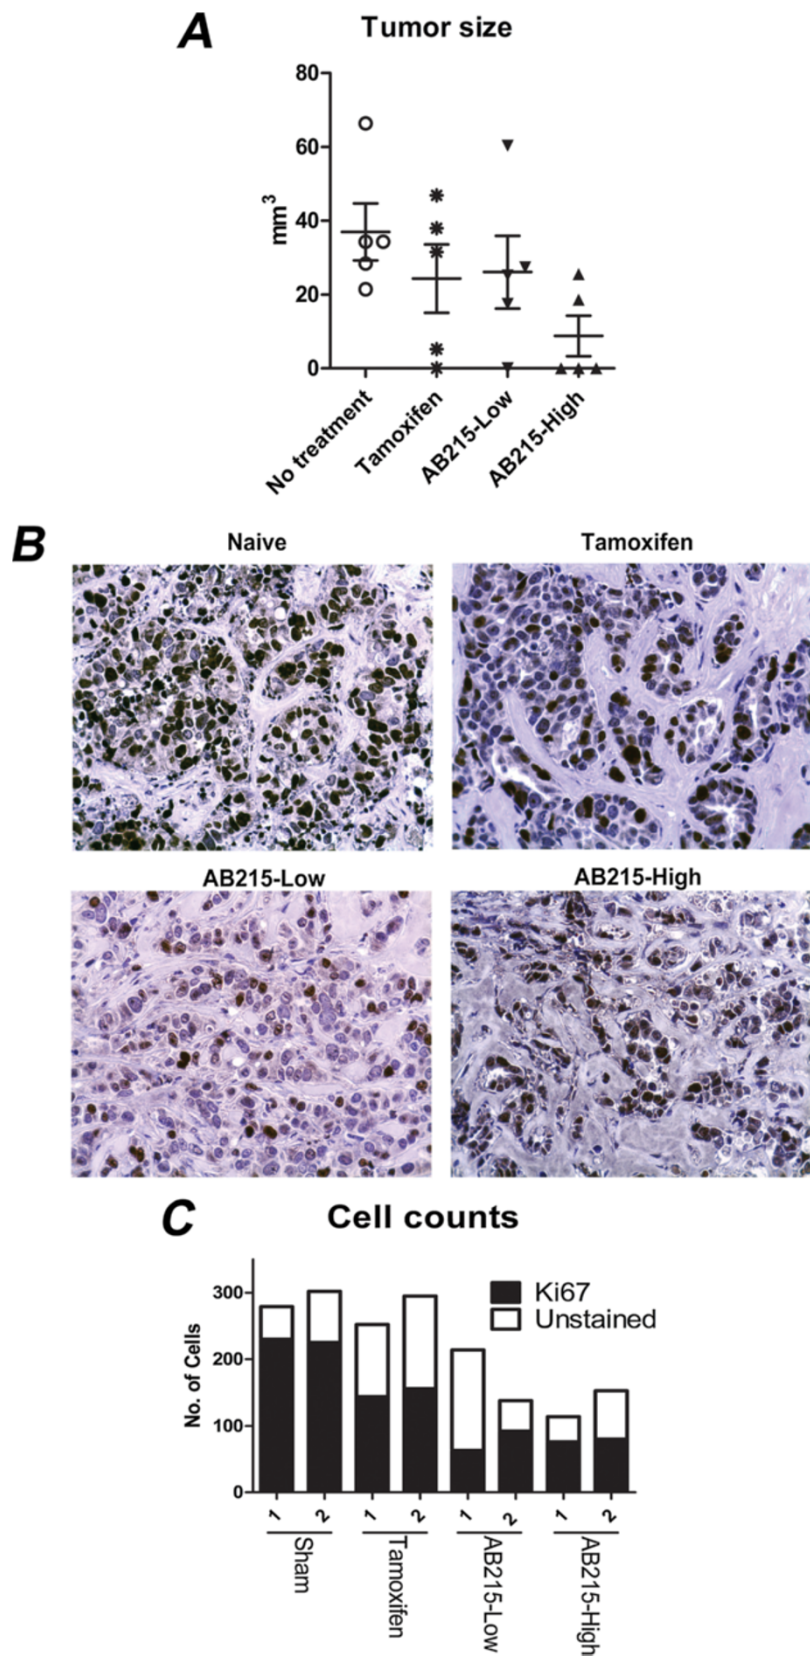 A
Tumor size
80
60
40
20
0
mm3
No treatment
Tamoxifen
AB215-Low
AB215-High
B
Naive
Tamoxifen
AB215-Low
AB215-High
C
Cell counts
300
200
100
0
No. of Cells
Ki67
Unstained
1
2
1
2
1
2
1
2
Sham
Tamoxifen
AB215-Low
AB215-High